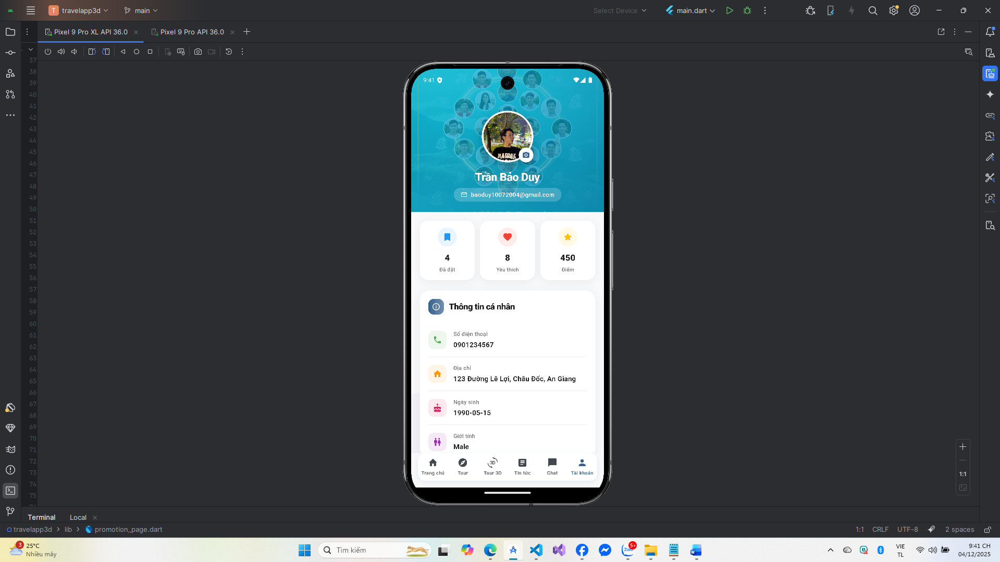 T travelapp3d main Select Device main.dart
Pixel 9 Pro XL API 36.0 Pixel 9 Pro API 36.0
37
38
39
40
41
42
43
44
45
46
47
48
49
50
51
52
53
54
55
56
57
58
59
60
61
62
63
64
65
66
67
68
69
70
71
72
73
74
75
9:41
Trần Bảo Duy
baoduy10072004@gmail.com
4 8 450
Đã đặt Yêu thích Điểm
Thông tin cá nhân
Số điện thoại
0901234567
Địa chỉ
123 Đường Lê Lợi, Châu Đốc, An Giang
Ngày sinh
1990-05-15
Giới tính
Male
3D
Trang chủ Tour Tour 3D Tin tức Chat Tài khoản
1:1
Terminal Local
travelapp3d lib promotion_page.dart 1:1 CRLF UTF-8 2 spaces
3 25°C
Nhiều mây
Tìm kiếm
Zalo 5+
VIE
TL
9:41 CH
04/12/2025